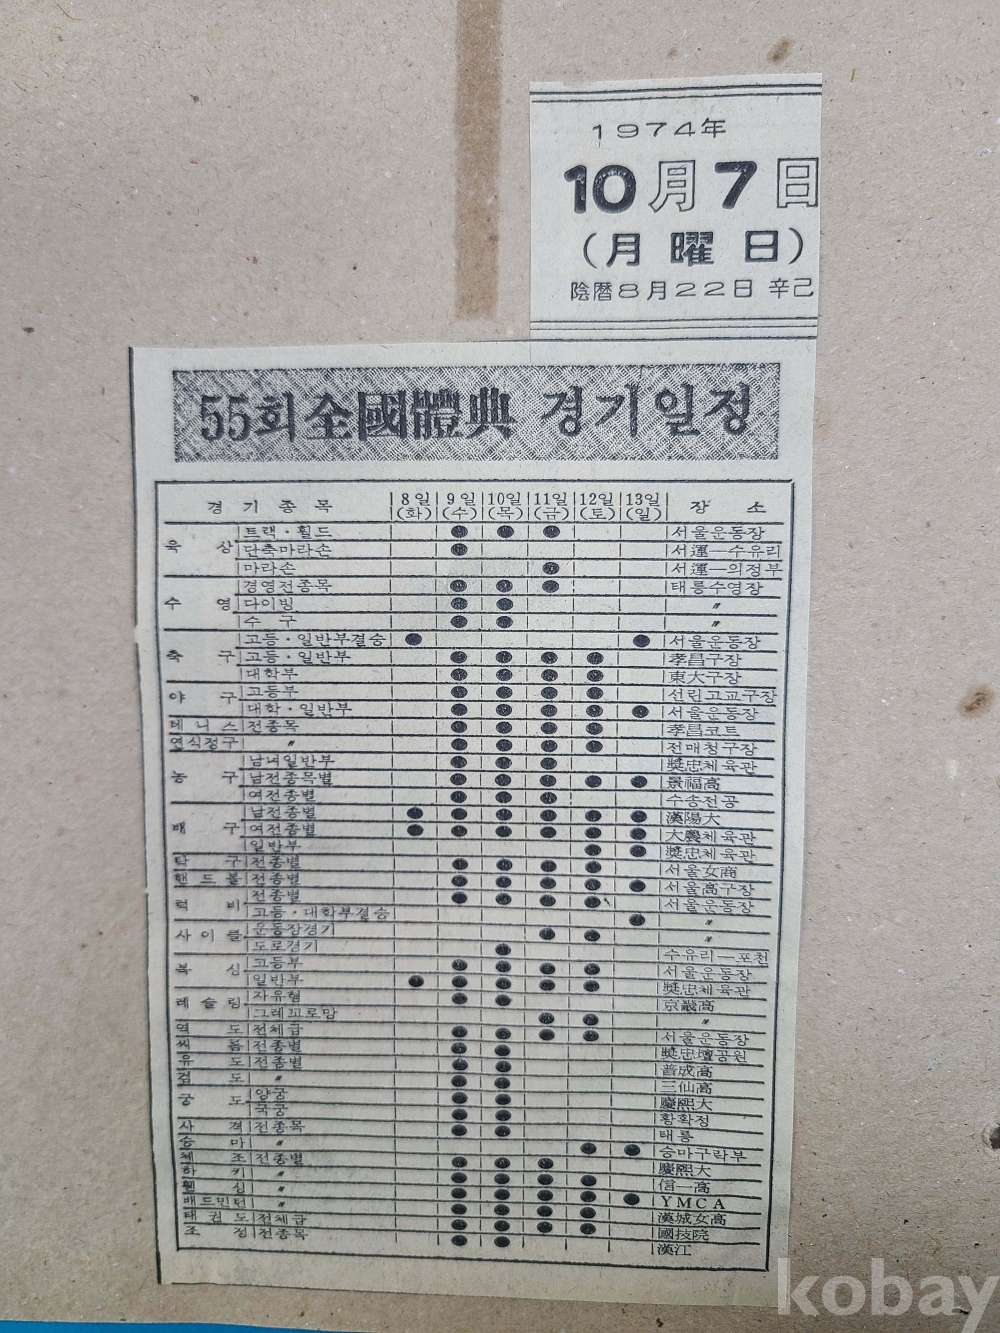 1974年
10月7日
(月曜日)
陰暦8月22日 辛己
55회全國體典 경기일정
경기종목 8일(화) 9일(수) 10일(목) 11일(금) 12일(토) 13일(일) 장소
육상 트랙·휠드 ● ● ● 서울운동장
단축마라손 ● 서運―수유리
마라손 ● 서運―의정부
수영 경영전종목 ● ● ● 태릉수영장
다이빙 ● ● 〃
수구 ● ● 〃
축구 고등·일반부결승 ● ● 서울운동장
고등·일반부 ● ● ● ● 孝昌구장
대학부 ● ● ● ● 東大구장
야구 고등부 ● ● ● ● 선린고교구장
대학·일반부 ● ● ● ● ● 서울운동장
테니스 전종목 ● ● ● ● 孝昌코트
연식정구 〃 ● ● ● ● 전매청구장
농구 남녀일반부 ● ● ● 奬忠체육관
남전종목별 ● ● ● ● ● 景福高
여전종별 ● ● ● 수송전공
배구 남전종별 ● ● ● ● ● ● 漢陽大
여전종별 ● ● ● ● ● ● 大農체육관
일반부 ● ● 奬忠체육관
탁구 전종별 ● ● ● ● 서울女商
핸드볼 전종별 ● ● ● ● ● 서울高구장
럭비 전종별 ● ● ● ● 서울운동장
고등·대학부결승 ● 〃
사이클 운동장경기 ● ● 〃
도로경기 ● 수유리―포천
복싱 고등부 ● ● ● ● 서울운동장
일반부 ● ● ● ● ● 奬忠체육관
레슬링 자유형 ● ● 京畿高
그레꼬로망 ● ● 〃
역도 전체급 ● ● ● ● 서울운동장
씨름 전종별 ● ● 奬忠壇공원
유도 전종별 ● ● 普成高
검도 〃 ● ● 三仙高
궁도 양궁 ● ● 慶熙大
국궁 ● ● 황학정
사격 전종목 ● ● 태릉
승마 〃 ● ● 승마구락부
체조 전종별 ● ● ● 慶熙大
하키 〃 ● ● ● ● 信一高
휀싱 〃 ● ● ● ● ● YMCA
배드민턴 〃 ● ● ● ● 漢城女高
태권도 전체급 ● ● ● ● 國技院
조정 전종목 ● ● 漢江
kobay